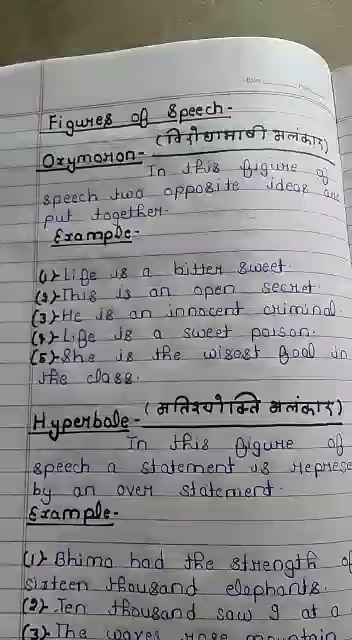 Figures of Speech-
Oxymoron- (विरोधाभाषी अलंकार)
In this figure of
speech two opposite ideas are
put together.
Example-
(1) Life is a bitter sweet.
(2) This is an open secret.
(3) He is an innocent criminal.
(4) Life is a sweet poison.
(5) She is the wisest fool in
the class.
Hyperbole- (अतिश्योक्ति अलंकार)
In this figure of
speech a statement is
by an over statement.
Example-
(1) Bhima had the strength of
sixteen thousand elephants.
(2) Ten thousand saw I at a
(3) The waves rose mountain